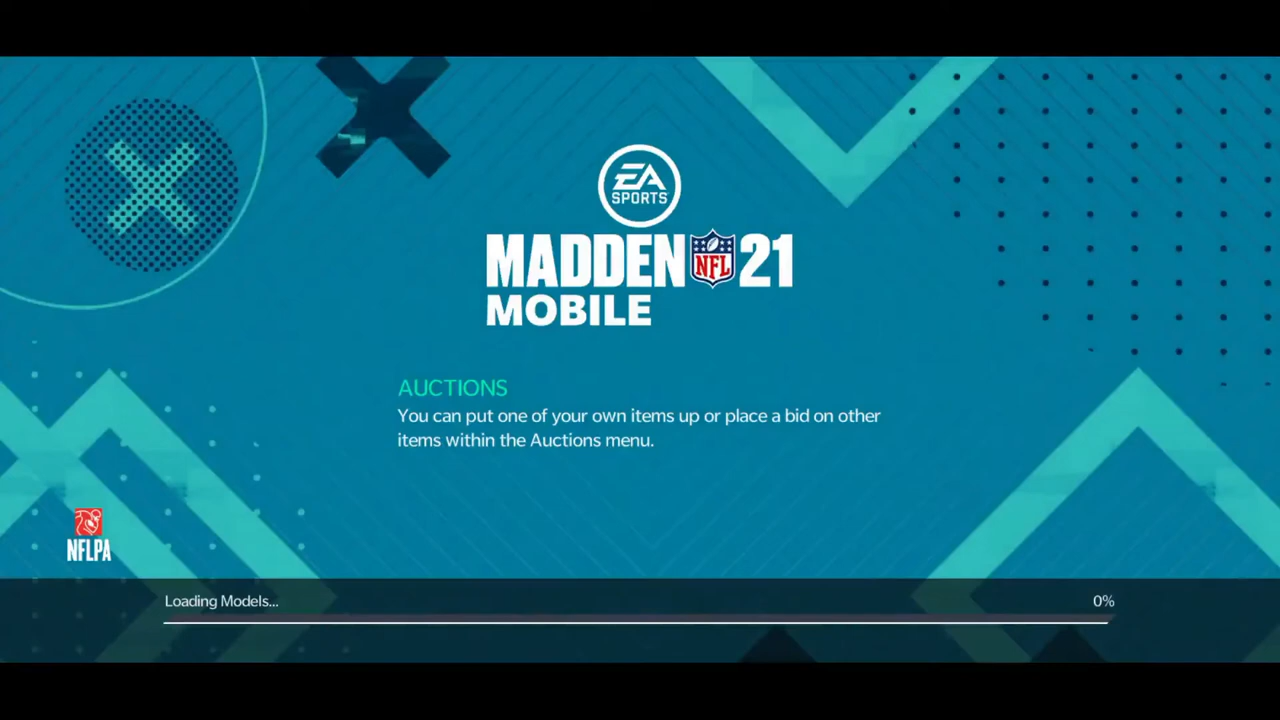 EA
SPORTS
MADDEN NFL 21
MOBILE
AUCTIONS
You can put one of your own items up or place a bid on other
items within the Auctions menu.
NFLPA
Loading Models... 0%